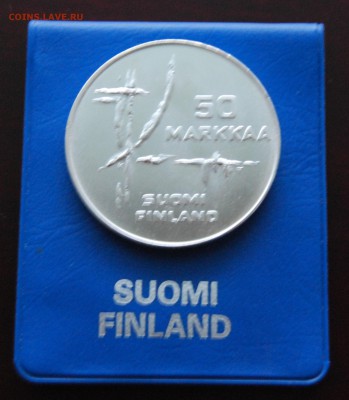 COINS.LAVE.RU
50
MARKKAA
SUOMI
FINLAND
SUOMI
FINLAND